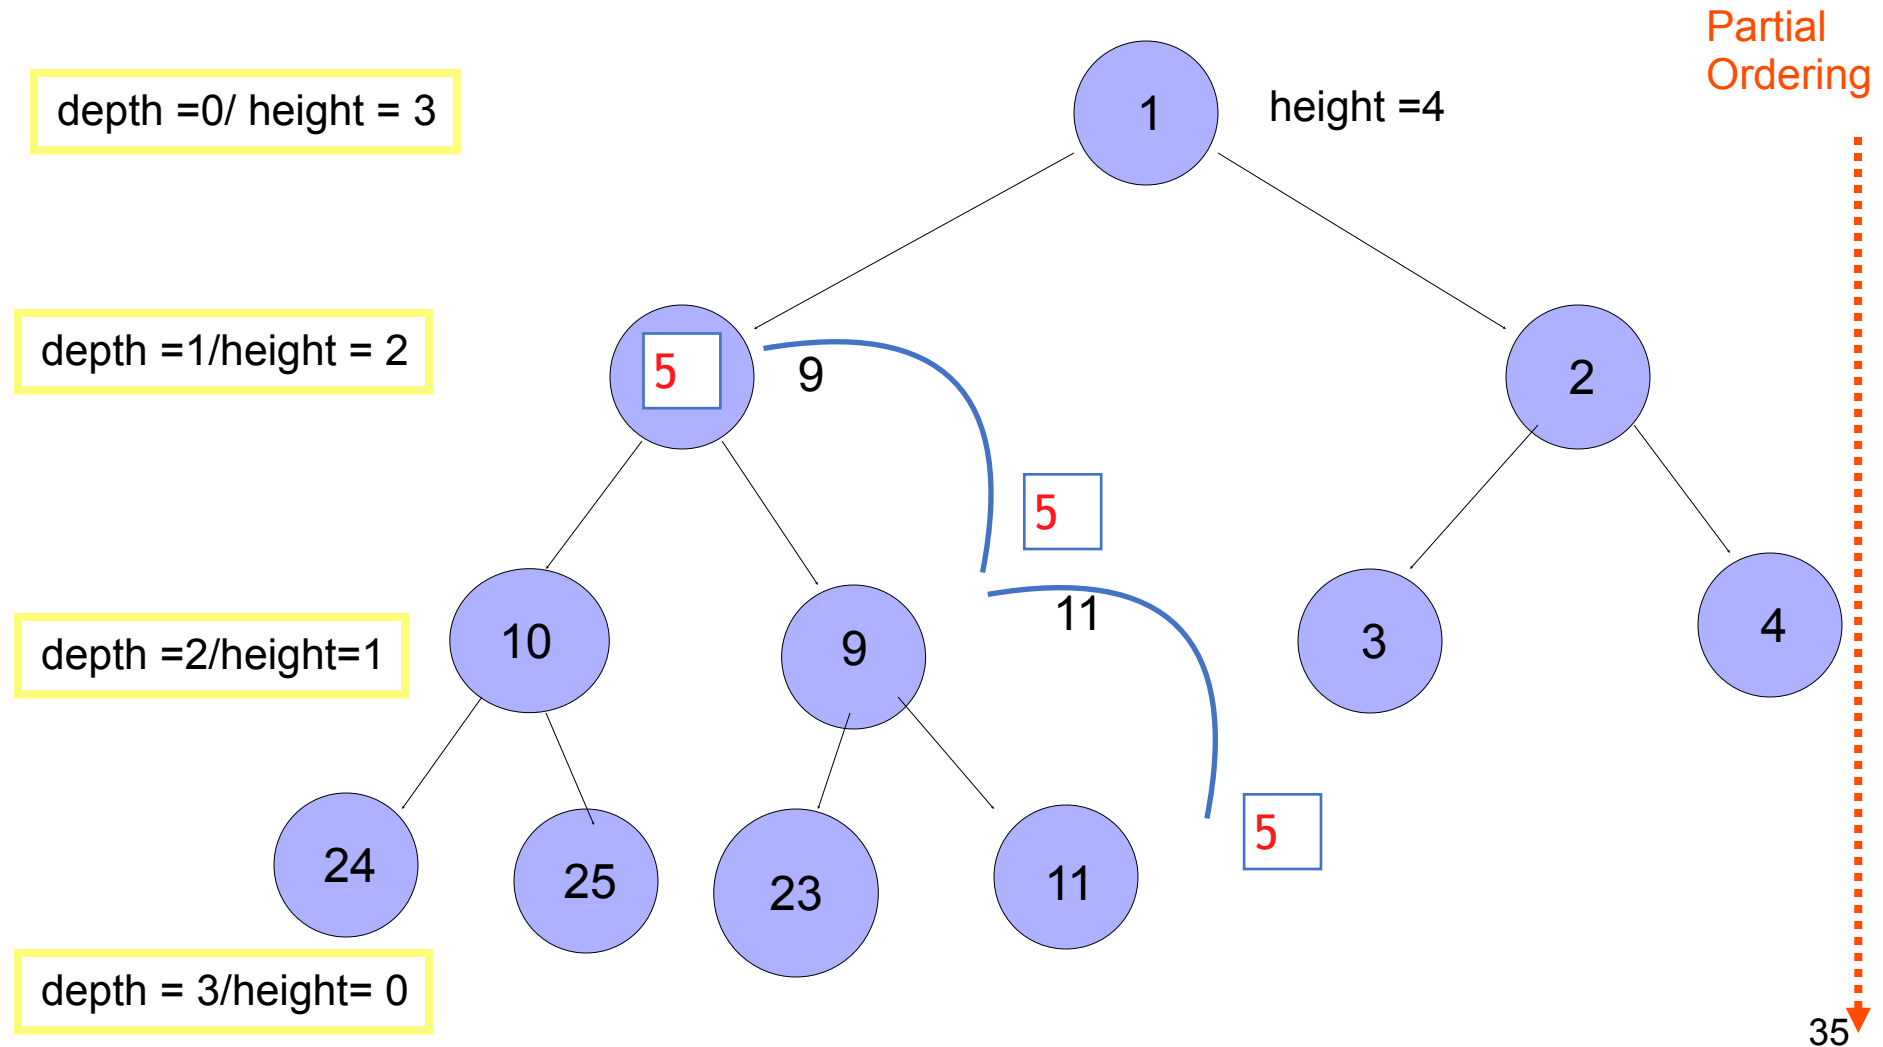 Partial
Ordering
depth =0/ height = 3
1
height =4
depth =1/height = 2
5
9
2
5
depth =2/height=1
10
9
11
3
4
24
25
23
11
5
depth = 3/height= 0
35